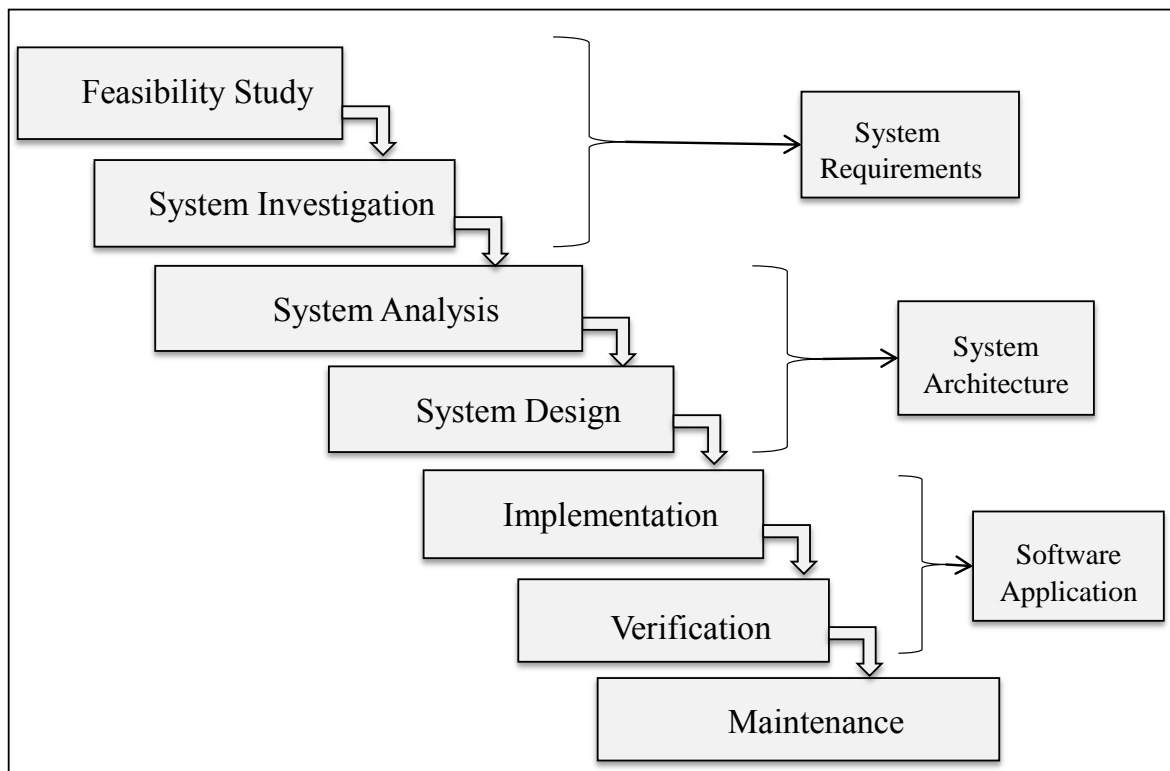 Feasibility Study
System
Requirements
System Investigation
System Analysis
System
Architecture
System Design
Implementation
Software
Application
Verification
Maintenance